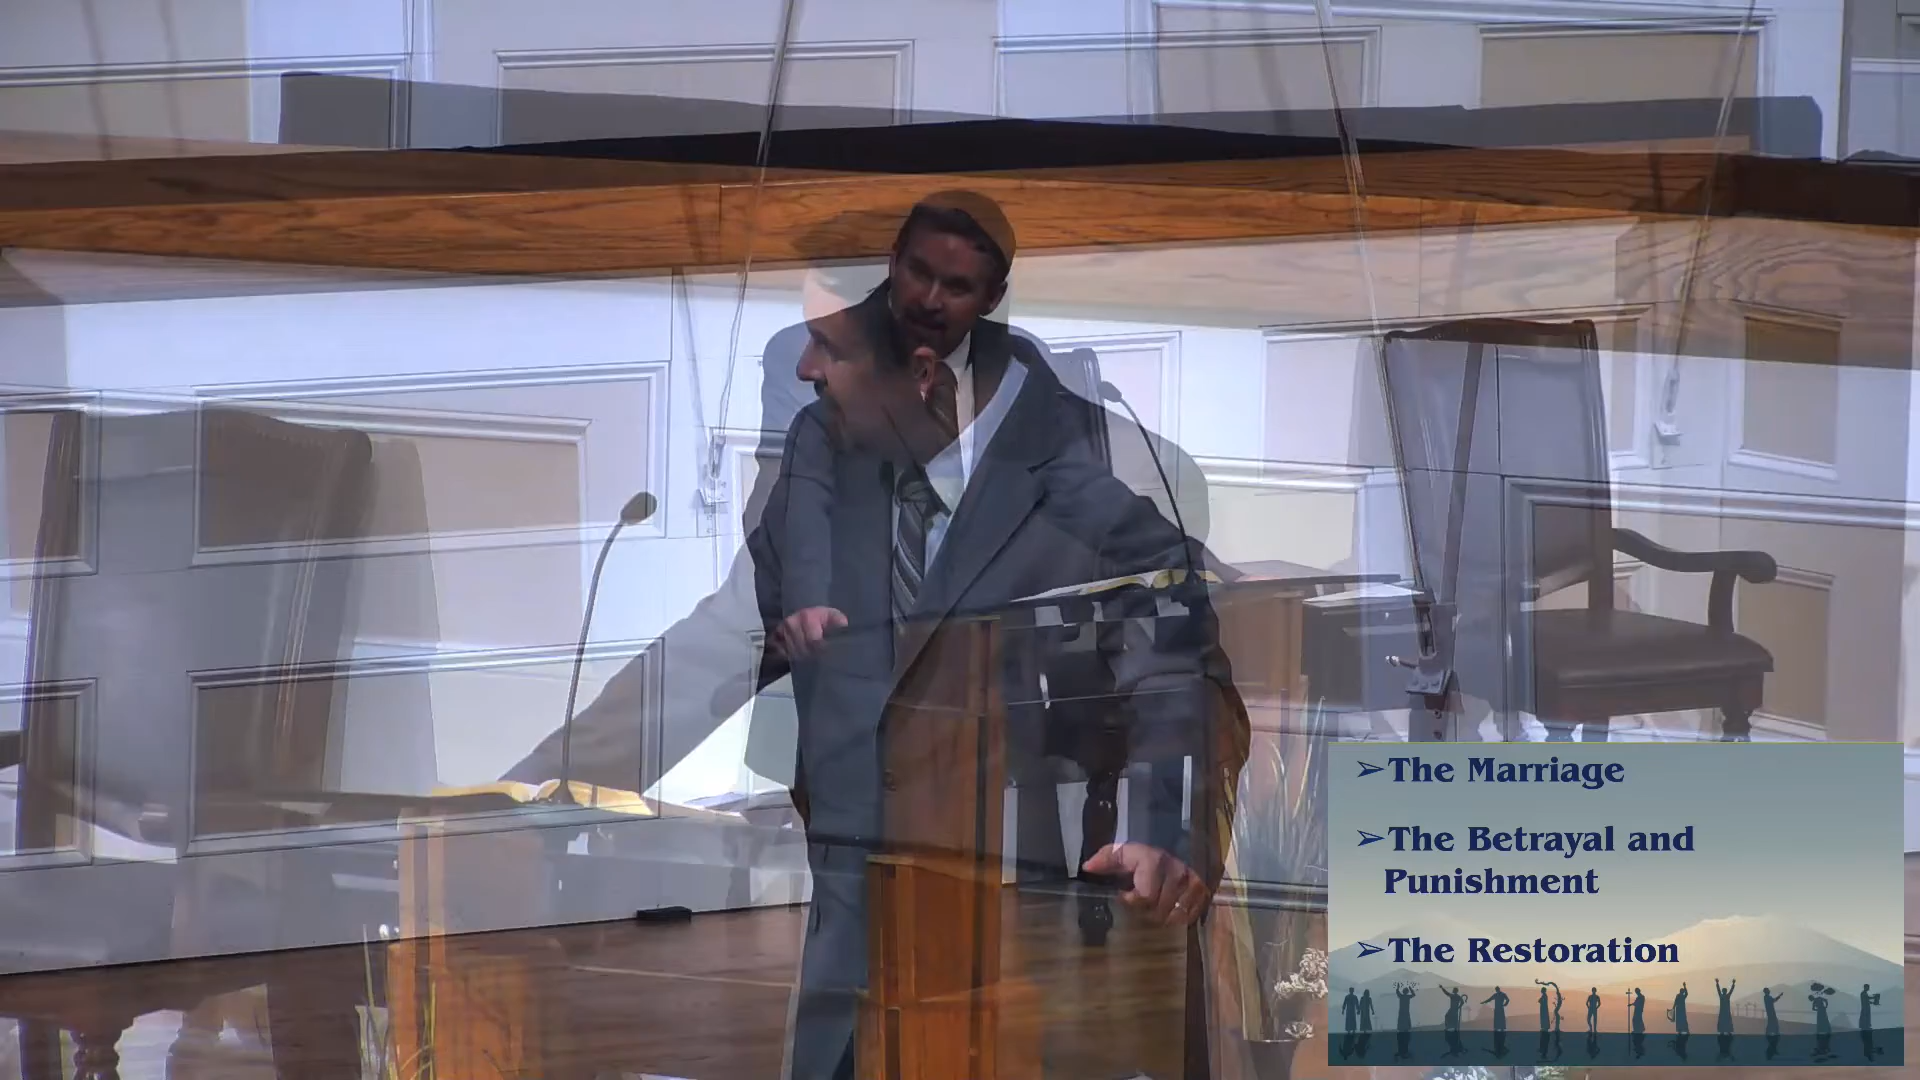 ➢The Marriage
➢The Betrayal and
Punishment
➢The Restoration